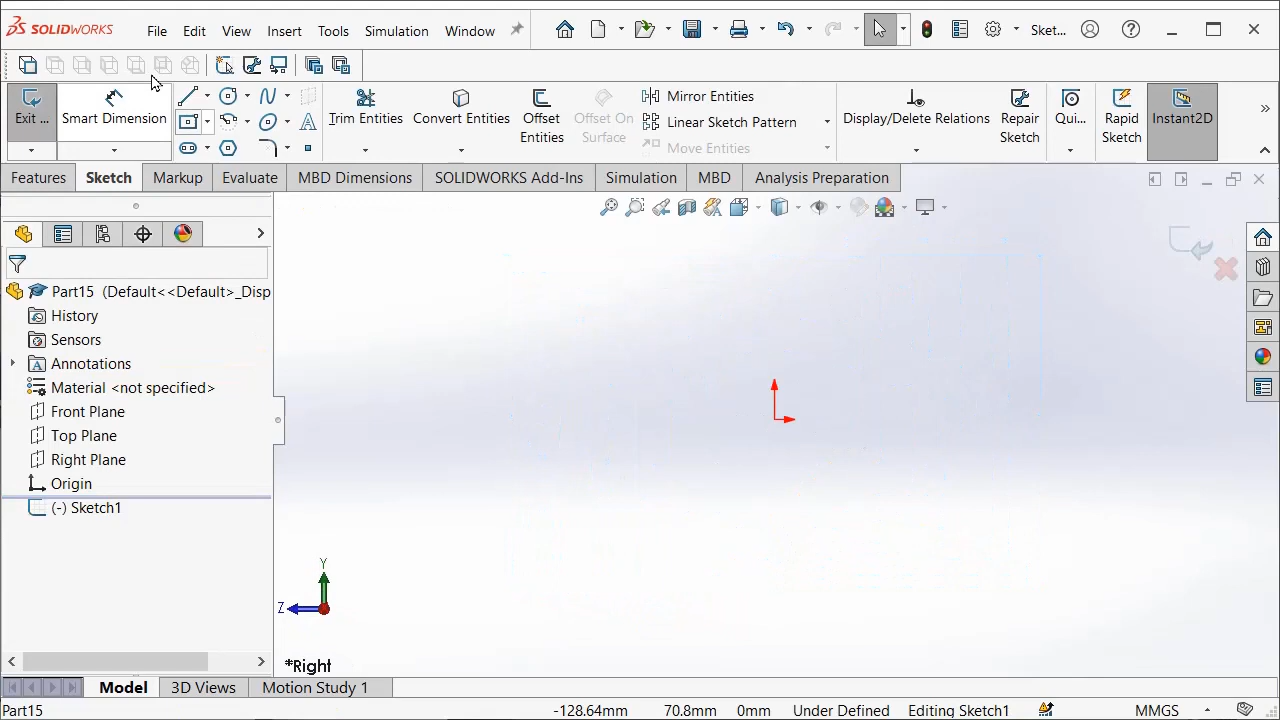 SOLIDWORKS File Edit View Insert Tools Simulation Window Sket...
Exit ... Smart Dimension Trim Entities Convert Entities Offset Entities Offset On Surface Mirror Entities Linear Sketch Pattern Move Entities Display/Delete Relations Repair Sketch Qui... Rapid Sketch Instant2D
Features Sketch Markup Evaluate MBD Dimensions SOLIDWORKS Add-Ins Simulation MBD Analysis Preparation
Part15 (Default<<Default>_Disp
History
Sensors
Annotations
Material <not specified>
Front Plane
Top Plane
Right Plane
Origin
(-) Sketch1
Y
Z
*Right
Model 3D Views Motion Study 1
Part15 -128.64mm 70.8mm 0mm Under Defined Editing Sketch1 MMGS